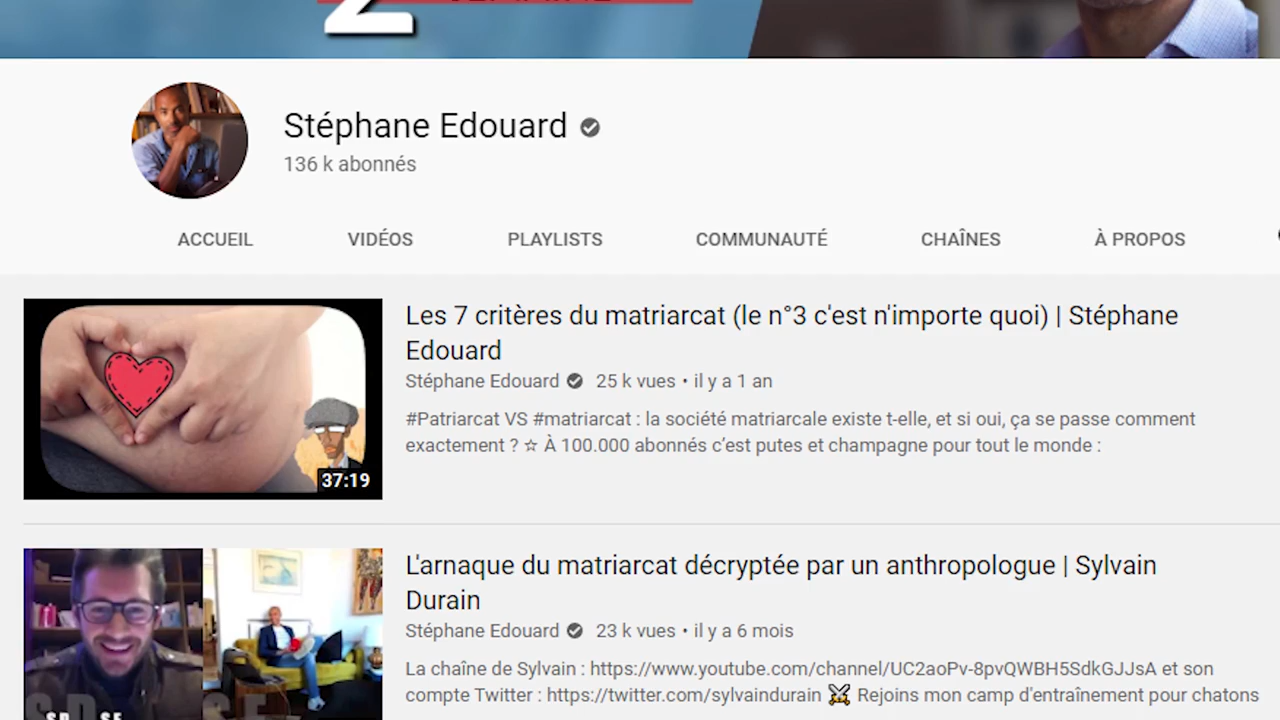 2
Stéphane Edouard
136 k abonnés
ACCUEIL
VIDÉOS
PLAYLISTS
COMMUNAUTÉ
CHAÎNES
À PROPOS
Les 7 critères du matriarcat (le n°3 c'est n'importe quoi) | Stéphane
Edouard
Stéphane Edouard 25 k vues • il y a 1 an
#Patriarcat VS #matriarcat : la société matriarcale existe t-elle, et si oui, ça se passe comment
exactement ? ☆ À 100.000 abonnés c’est putes et champagne pour tout le monde :
37:19
L'arnaque du matriarcat décryptée par un anthropologue | Sylvain
Durain
Stéphane Edouard 23 k vues • il y a 6 mois
La chaîne de Sylvain : https://www.youtube.com/channel/UC2aoPv-8pvQWBH5SdkGJJsA et son
compte Twitter : https://twitter.com/sylvaindurain ⚔️ Rejoins mon camp d'entraînement pour chatons